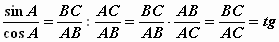 sin A / cos A = BC / AB : AC / AB = BC / AB · AB / AC = BC / AC = tg